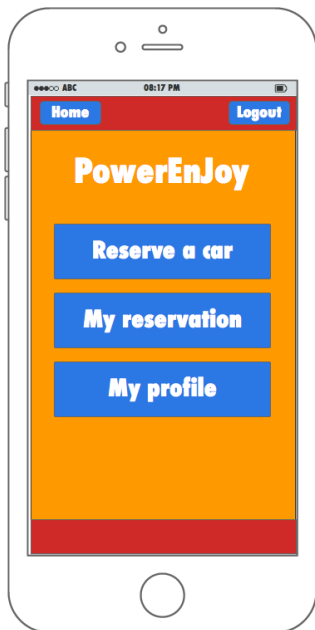 ABC 08:17 PM
Home Logout
PowerEnJoy
Reserve a car
My reservation
My profile